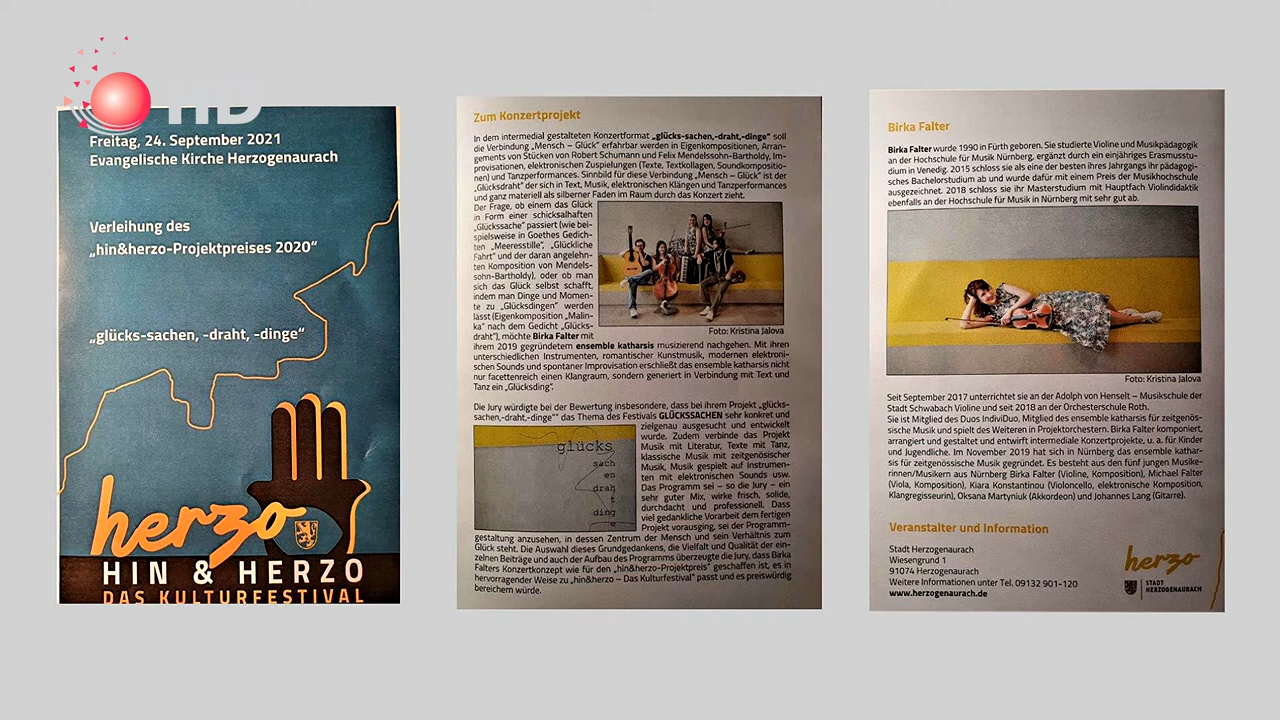 HD
Freitag, 24. September 2021
Evangelische Kirche Herzogenaurach
Verleihung des
„hin&herzo-Projektpreises 2020“
„glücks-sachen, -draht, -dinge“
herzo
HIN & HERZO
DAS KULTURFESTIVAL
Zum Konzertprojekt
In dem intermedial gestalteten Konzertformat „glücks-sachen,-draht,-dinge“ soll
die Verbindung „Mensch – Glück“ erfahrbar werden in Eigenkompositionen, Arran-
gements von Stücken von Robert Schumann und Felix Mendelssohn-Bartholdy, Im-
provisationen, elektronischen Zuspielungen (Texte, Textkollagen, Soundkompositio-
nen) und Tanzperformances. Sinnbild für diese Verbindung „Mensch – Glück“ ist der
„Glücksdraht“ der sich in Text, Musik, elektronischen Klängen und Tanzperformances
und ganz materiell als silberner Faden im Raum durch das Konzert zieht.
Der Frage, ob einem das Glück
in Form einer schicksalhaften
„Glückssache“ passiert (wie bei-
spielsweise in Goethes Gedich-
ten „Meeresstille“, „Glückliche
Fahrt“ und der daran angelehn-
ten Komposition von Mendels-
sohn-Bartholdy), oder ob man
sich das Glück selbst schafft,
indem man Dinge und Momen-
te zu „Glücksdingen“ werden
lässt (Eigenkomposition „Malin-
ka“ nach dem Gedicht „Glücks-
draht“), möchte Birka Falter mit
Foto: Kristina Jalova
ihrem 2019 gegründetem ensemble katharsis musizierend nachgehen. Mit ihren
unterschiedlichen Instrumenten, romantischer Kunstmusik, modernen elektroni-
schen Sounds und spontaner Improvisation erschließt das ensemble katharsis nicht
nur facettenreich einen Klangraum, sondern generiert in Verbindung mit Text und
Tanz ein „Glücksding“.
Die Jury würdigte bei der Bewertung insbesondere, dass bei ihrem Projekt „glücks-
sachen,-draht,-dinge“" das Thema des Festivals GLÜCKSSACHEN sehr konkret und
zielgenau ausgesucht und entwickelt
wurde. Zudem verbinde das Projekt
Musik mit Literatur, Texte mit Tanz,
klassische Musik mit zeitgenössischer
Musik, Musik gespielt auf Instrumen-
ten mit elektronischen Sounds usw.
Das Programm sei – so die Jury – ein
sehr guter Mix, wirke frisch, solide,
durchdacht und professionell. Dass
viel gedankliche Vorarbeit dem fertigen
Projekt vorausging, sei der Programm-
glücks
sach
en
drah
t
ding
e
gestaltung anzusehen, in dessen Zentrum der Mensch und sein Verhältnis zum
Glück steht. Die Auswahl dieses Grundgedankens, die Vielfalt und Qualität der ein-
zelnen Beiträge und auch der Aufbau des Programms überzeugte die Jury, dass Birka
Falters Konzertkonzept wie für den „hin&herzo-Projektpreis“ geschaffen ist, es in
hervorragender Weise zu „hin&herzo – Das Kulturfestival“ passt und es preiswürdig
bereichern würde.
Birka Falter
Birka Falter wurde 1990 in Fürth geboren. Sie studierte Violine und Musikpädagogik
an der Hochschule für Musik Nürnberg, ergänzt durch ein einjähriges Erasmusstu-
dium in Venedig. 2015 schloss sie als eine der besten ihres Jahrgangs ihr pädagogi-
sches Bachelorstudium ab und wurde dafür mit einem Preis der Musikhochschule
ausgezeichnet. 2018 schloss sie ihr Masterstudium mit Hauptfach Violindidaktik
ebenfalls an der Hochschule für Musik in Nürnberg mit sehr gut ab.
Foto: Kristina Jalova
Seit September 2017 unterrichtet sie an der Adolph von Henselt – Musikschule der
Stadt Schwabach Violine und seit 2018 an der Orchesterschule Roth.
Sie ist Mitglied des Duos IndiviDuo, Mitglied des ensemble katharsis für zeitgenös-
sische Musik und spielt des Weiteren in Projektorchestern. Birka Falter komponiert,
arrangiert und gestaltet und entwirft intermediale Konzertprojekte, u. a. für Kinder
und Jugendliche. Im November 2019 hat sich in Nürnberg das ensemble kathar-
sis für zeitgenössische Musik gegründet. Es besteht aus den fünf jungen Musike-
rinnen/Musikern aus Nürnberg Birka Falter (Violine, Komposition), Michael Falter
(Viola, Komposition), Kiara Konstantinou (Violoncello, elektronische Komposition,
Klangregisseurin), Oksana Martyniuk (Akkordeon) und Johannes Lang (Gitarre).
Veranstalter und Information
Stadt Herzogenaurach
Wiesengrund 1
91074 Herzogenaurach
Weitere Informationen unter Tel. 09132 901-120
www.herzogenaurach.de
herzo
STADT
HERZOGENAURACH